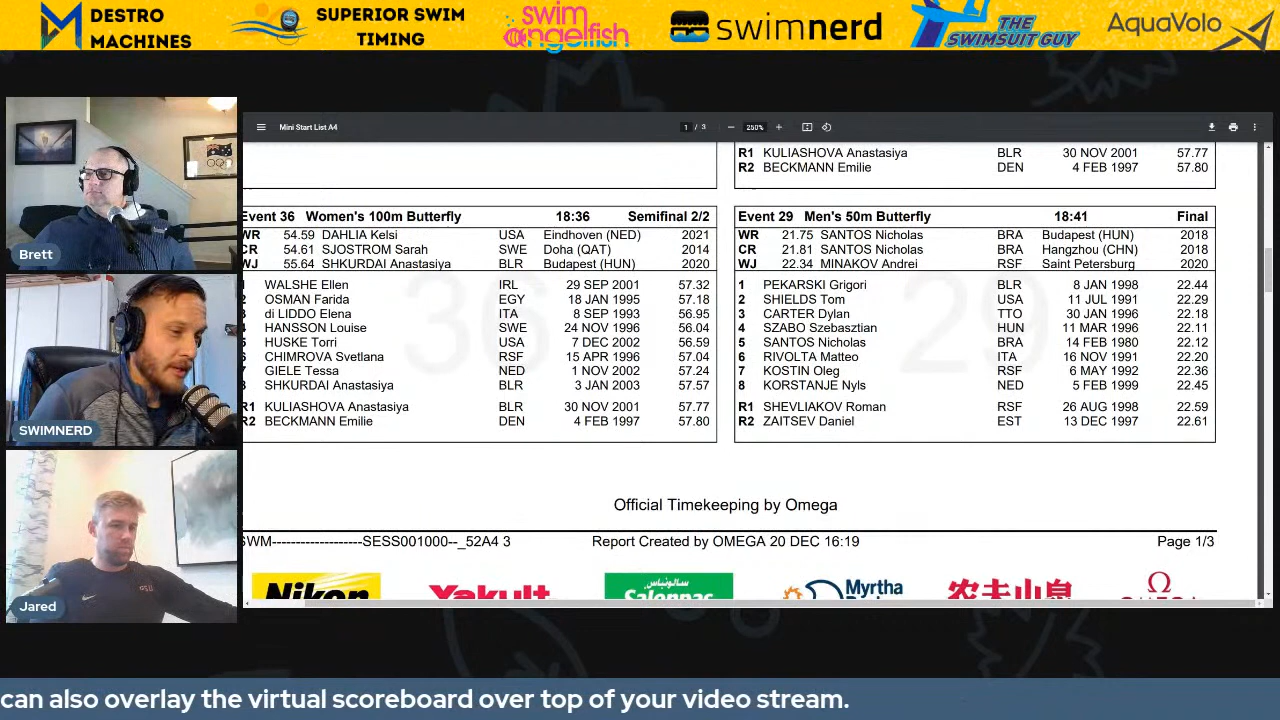 DESTRO
MACHINES
SUPERIOR SWIM
TIMING
swim
angelfish
swimnerd
THE
SWIMSUIT GUY
AquaVolo
Mini Start List A4
1 / 3
250%
R1 KULIASHOVA Anastasiya BLR 30 NOV 2001 57.77
R2 BECKMANN Emilie DEN 4 FEB 1997 57.80
Event 36 Women's 100m Butterfly 18:36 Semifinal 2/2
WR 54.59 DAHLIA Kelsi USA Eindhoven (NED) 2021
CR 54.61 SJOSTROM Sarah SWE Doha (QAT) 2014
WJ 55.64 SHKURDAI Anastasiya BLR Budapest (HUN) 2020
WALSHE Ellen IRL 29 SEP 2001 57.32
OSMAN Farida EGY 18 JAN 1995 57.18
di LIDDO Elena ITA 8 SEP 1993 56.95
HANSSON Louise SWE 24 NOV 1996 56.04
HUSKE Torri USA 7 DEC 2002 56.59
CHIMROVA Svetlana RSF 15 APR 1996 57.04
GIELE Tessa NED 1 NOV 2002 57.24
SHKURDAI Anastasiya BLR 3 JAN 2003 57.57
R1 KULIASHOVA Anastasiya BLR 30 NOV 2001 57.77
R2 BECKMANN Emilie DEN 4 FEB 1997 57.80
36
Event 29 Men's 50m Butterfly 18:41 Final
WR 21.75 SANTOS Nicholas BRA Budapest (HUN) 2018
CR 21.81 SANTOS Nicholas BRA Hangzhou (CHN) 2018
WJ 22.34 MINAKOV Andrei RSF Saint Petersburg 2020
1 PEKARSKI Grigori BLR 8 JAN 1998 22.44
2 SHIELDS Tom USA 11 JUL 1991 22.29
3 CARTER Dylan TTO 30 JAN 1996 22.18
4 SZABO Szebasztian HUN 11 MAR 1996 22.11
5 SANTOS Nicholas BRA 14 FEB 1980 22.12
6 RIVOLTA Matteo ITA 16 NOV 1991 22.20
7 KOSTIN Oleg RSF 6 MAY 1992 22.36
8 KORSTANJE Nyls NED 5 FEB 1999 22.45
R1 SHEVLIAKOV Roman RSF 26 AUG 1998 22.59
R2 ZAITSEV Daniel EST 13 DEC 1997 22.61
29
Official Timekeeping by Omega
SWM-------------------SESS001000--_52A4 3 Report Created by OMEGA 20 DEC 16:19 Page 1/3
Nikon
Yakult
سالونپاس
Salonpas
Myrtha
农夫山泉
Ω
OMEGA
Brett
SWIMNERD
Jared
can also overlay the virtual scoreboard over top of your video stream.